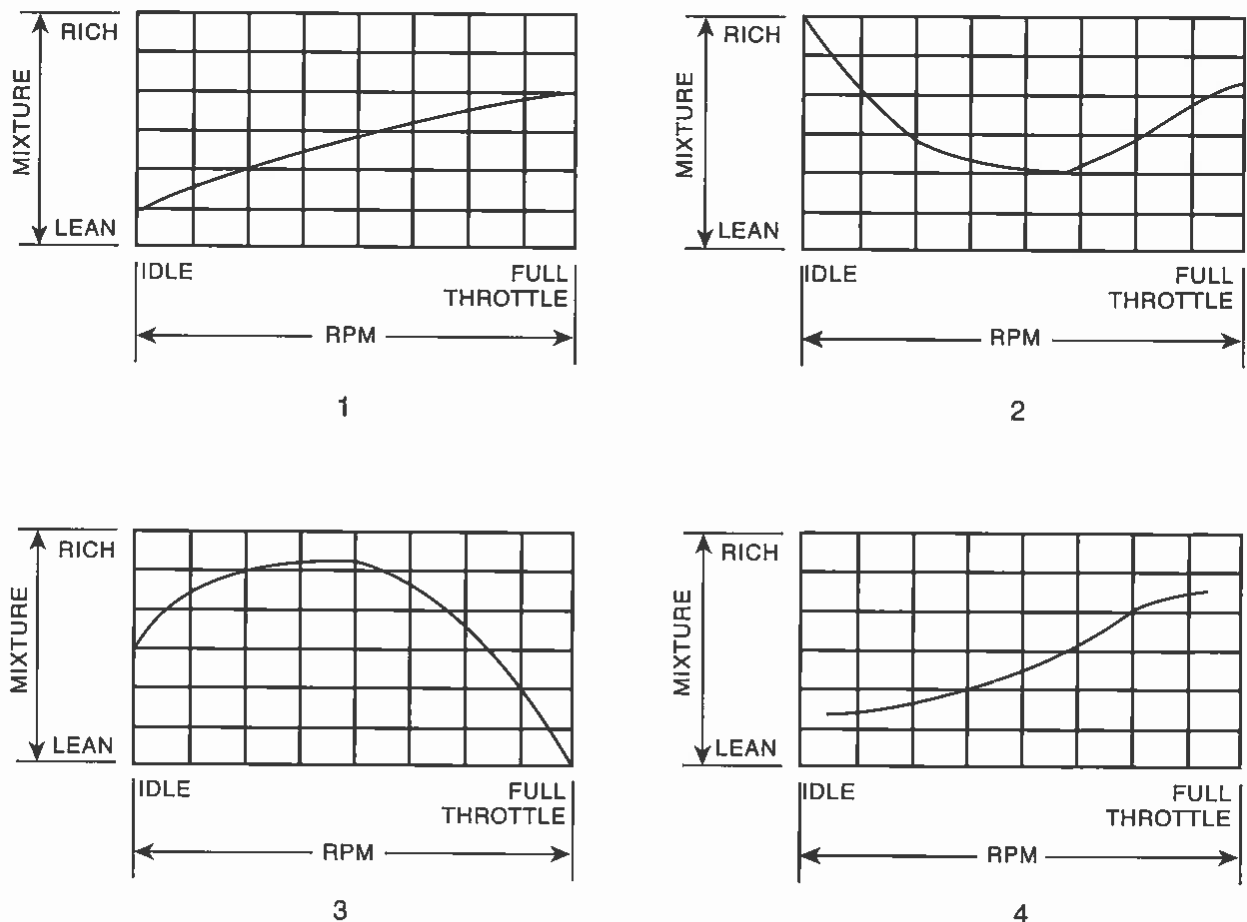 RICH
MIXTURE
LEAN
IDLE
FULL
THROTTLE
RPM
1
RICH
MIXTURE
LEAN
IDLE
FULL
THROTTLE
RPM
2
RICH
MIXTURE
LEAN
IDLE
FULL
THROTTLE
RPM
3
RICH
MIXTURE
LEAN
IDLE
FULL
THROTTLE
RPM
4